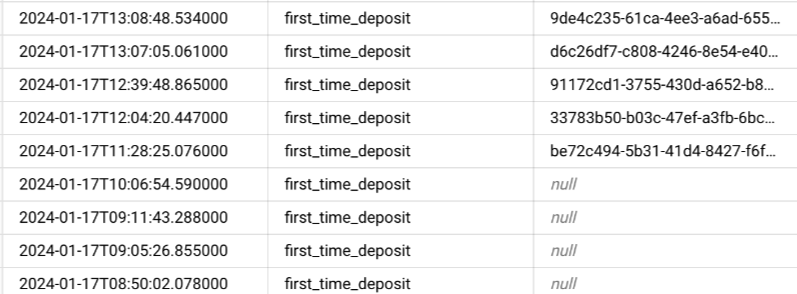 2024-01-17T13:08:48.534000 first_time_deposit 9de4c235-61ca-4ee3-a6ad-655...
2024-01-17T13:07:05.061000 first_time_deposit d6c26df7-c808-4246-8e54-e40...
2024-01-17T12:39:48.865000 first_time_deposit 91172cd1-3755-430d-a652-b8...
2024-01-17T12:04:20.447000 first_time_deposit 33783b50-b03c-47ef-a3fb-6bc...
2024-01-17T11:28:25.076000 first_time_deposit be72c494-5b31-41d4-8427-f6f...
2024-01-17T10:06:54.590000 first_time_deposit null
2024-01-17T09:11:43.288000 first_time_deposit null
2024-01-17T09:05:26.855000 first_time_deposit null
2024-01-17T08:50:02.078000 first_time_deposit null